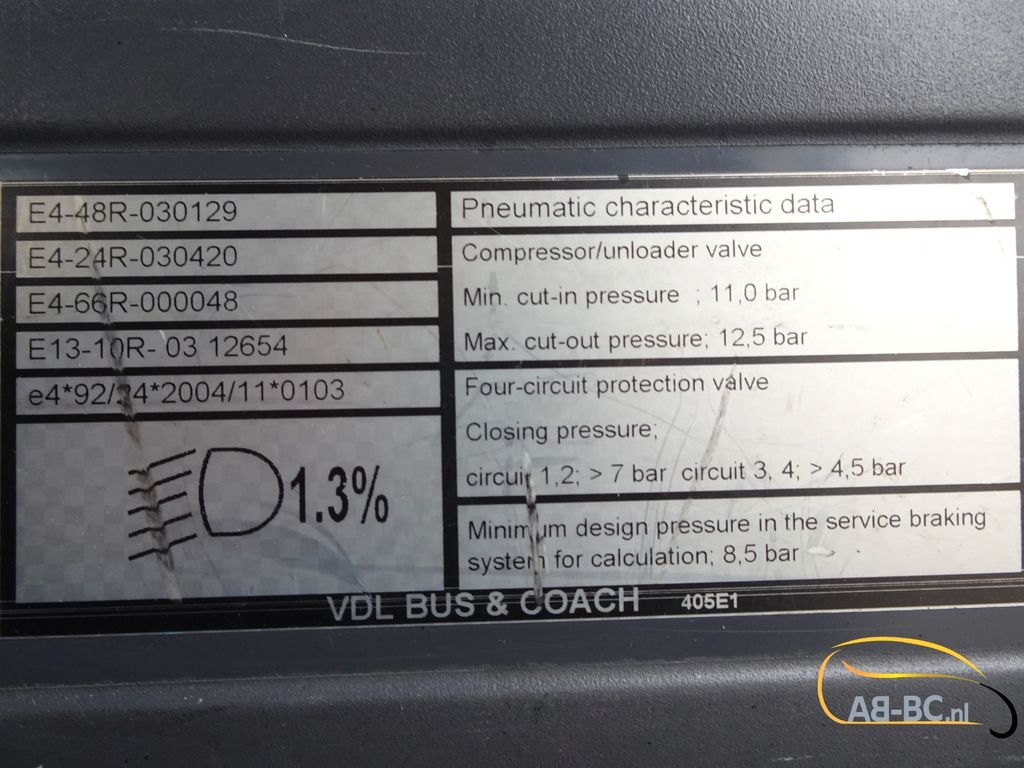 E4-48R-030129
E4-24R-030420
E4-66R-000048
E13-10R- 03 12654
e4*92/24*2004/11*0103
1.3%
Pneumatic characteristic data
Compressor/unloader valve
Min. cut-in pressure ; 11,0 bar
Max. cut-out pressure; 12,5 bar
Four-circuit protection valve
Closing pressure;
circuit 1,2; > 7 bar circuit 3, 4; > 4,5 bar
Minimum design pressure in the service braking
system for calculation; 8,5 bar
VDL BUS & COACH 405E1
AB-BC.nl